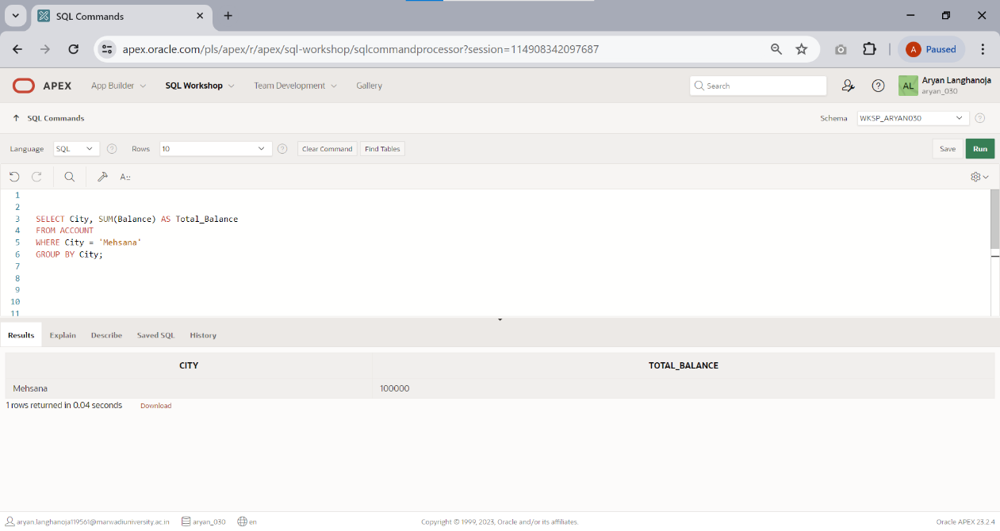 SQL Commands
apex.oracle.com/pls/apex/r/apex/sql-workshop/sqlcommandprocessor?session=114908342097687
A Paused
APEX App Builder SQL Workshop Team Development Gallery Search ? AL Aryan Langhanoja
aryan_030
SQL Commands Schema WKSP_ARYAN030 ?
Language SQL ? Rows 10 ? Clear Command Find Tables Save Run
A::
1
2
3 SELECT City, SUM(Balance) AS Total_Balance
4 FROM ACCOUNT
5 WHERE City = 'Mehsana'
6 GROUP BY City;
7
8
9
10
11
Results Explain Describe Saved SQL History
CITY TOTAL_BALANCE
Mehsana 100000
1 rows returned in 0.04 seconds Download
aryan.langhanoja119561@marwadiuniversity.ac.in aryan_030 en Copyright © 1999, 2023, Oracle and/or its affiliates. Oracle APEX 23.2.4